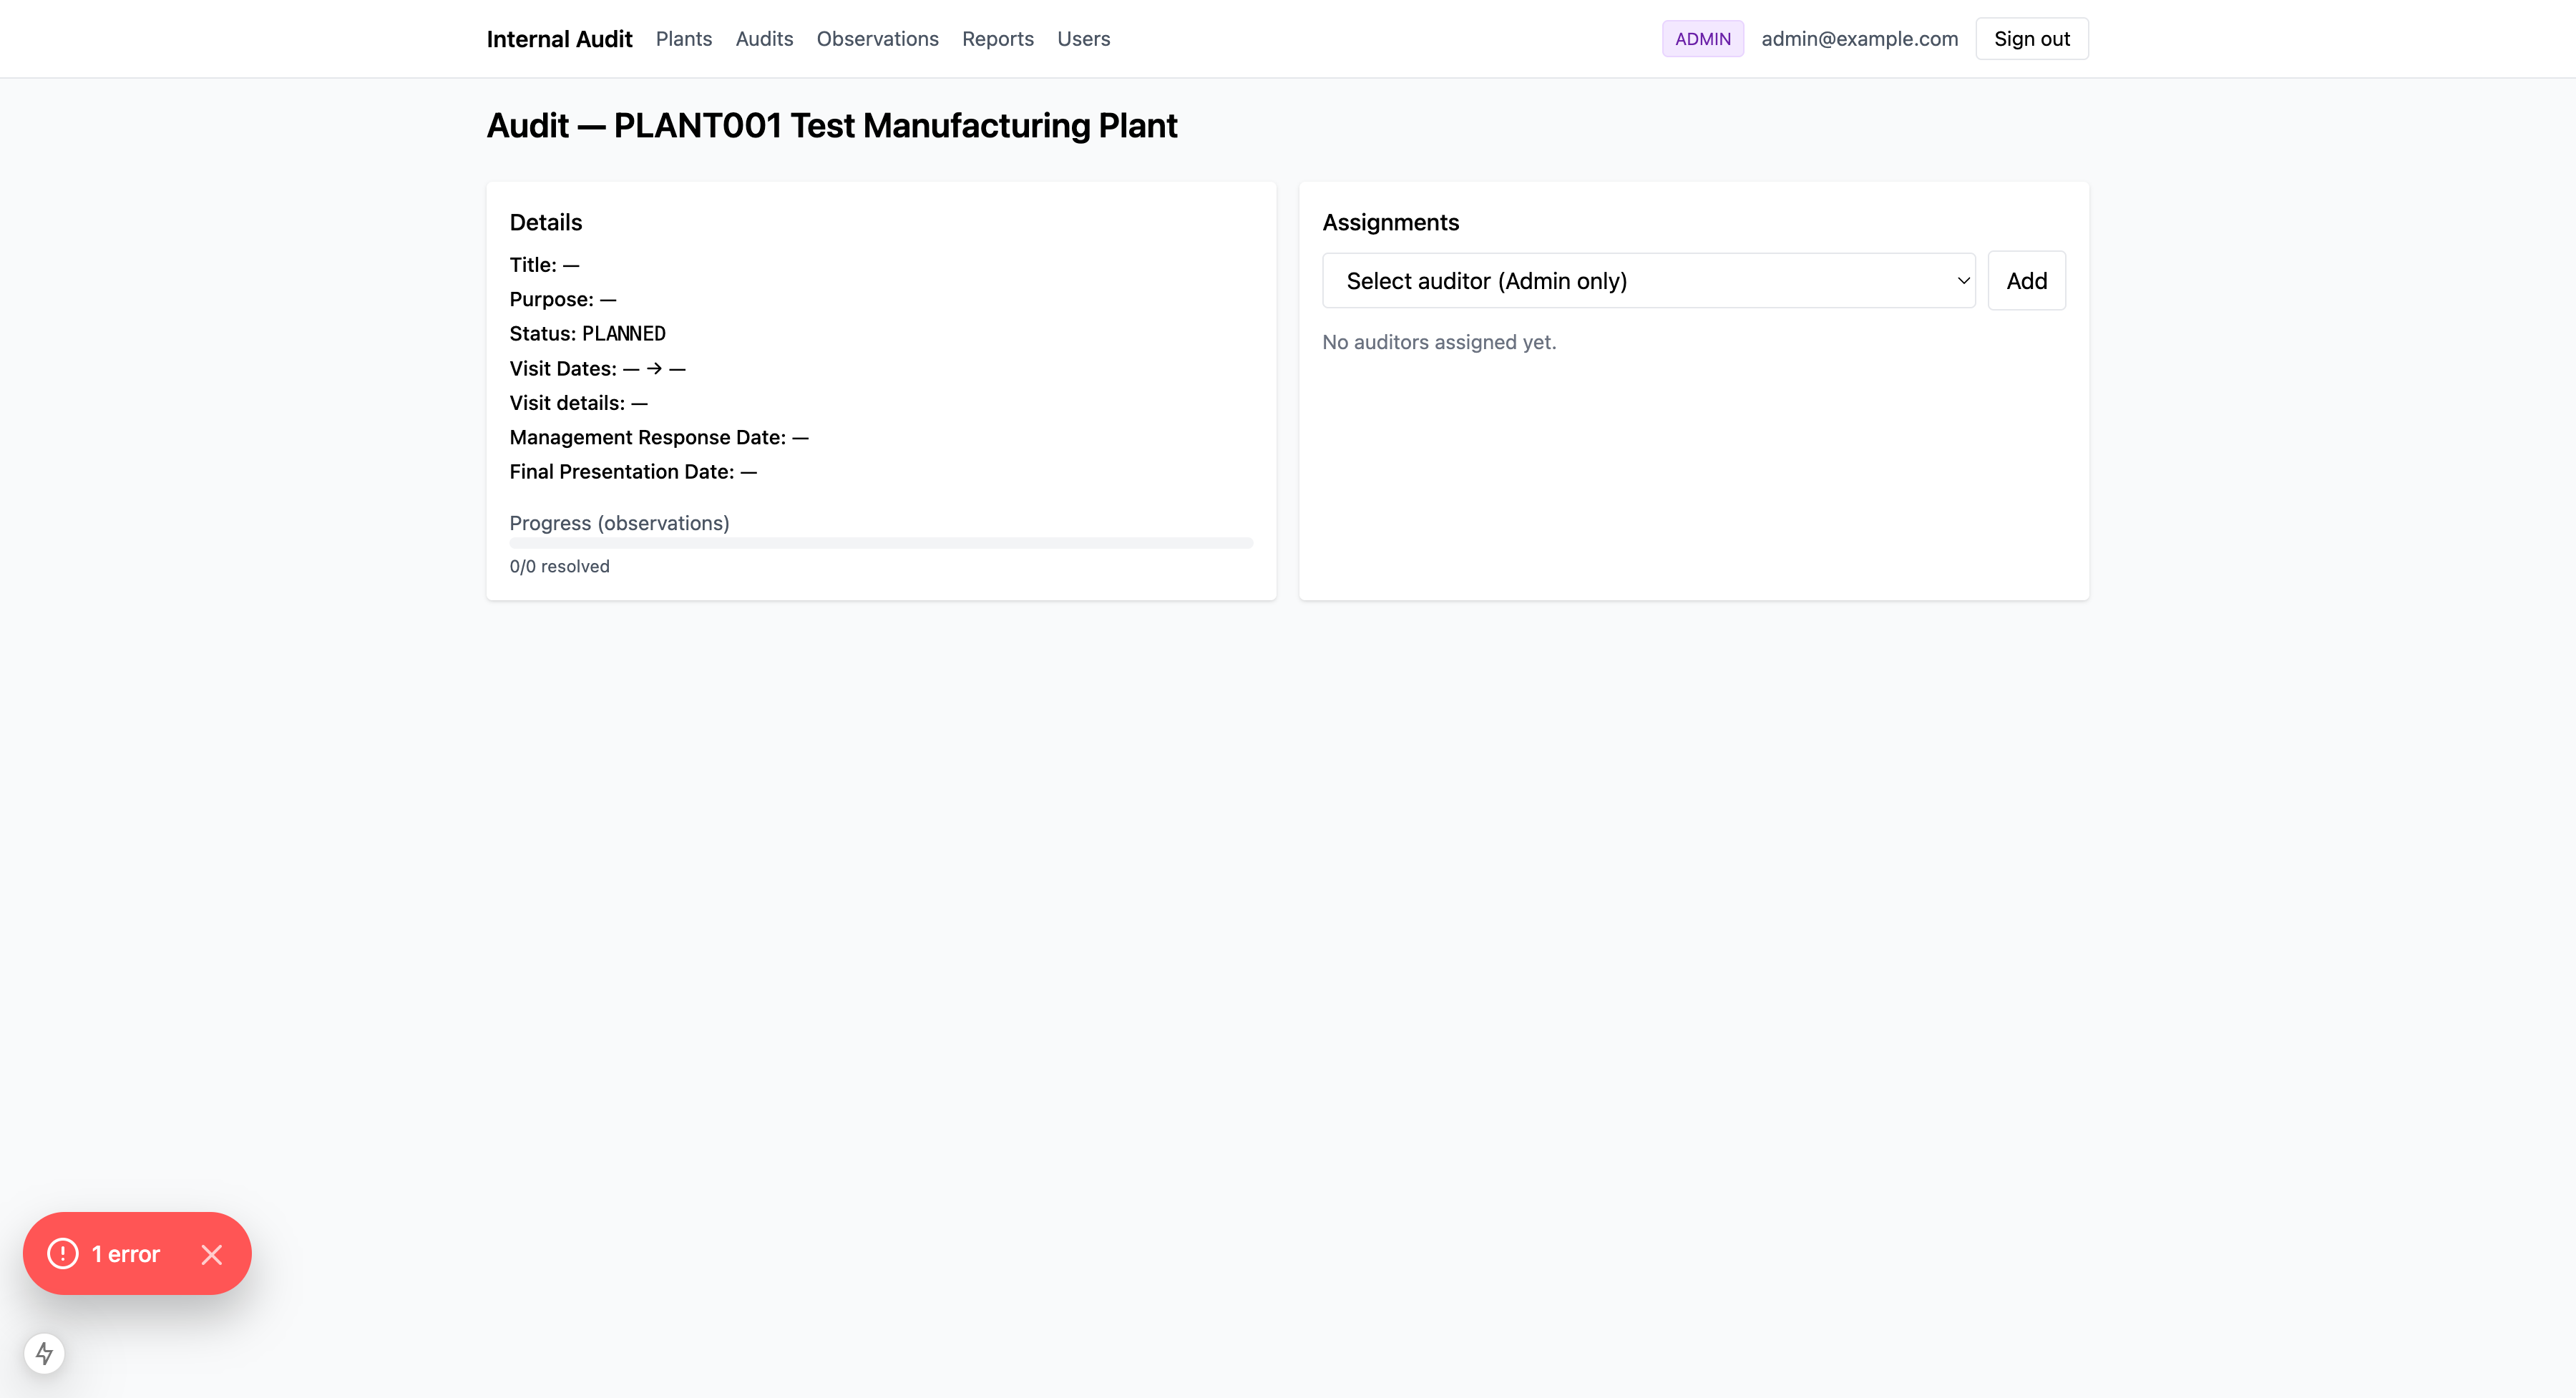 Internal Audit Plants Audits Observations Reports Users ADMIN admin@example.com Sign out
Audit — PLANT001 Test Manufacturing Plant
Details
Title: —
Purpose: —
Status: PLANNED
Visit Dates: — → —
Visit details: —
Management Response Date: —
Final Presentation Date: —
Progress (observations)
0/0 resolved
Assignments
Select auditor (Admin only) Add
No auditors assigned yet.
1 error